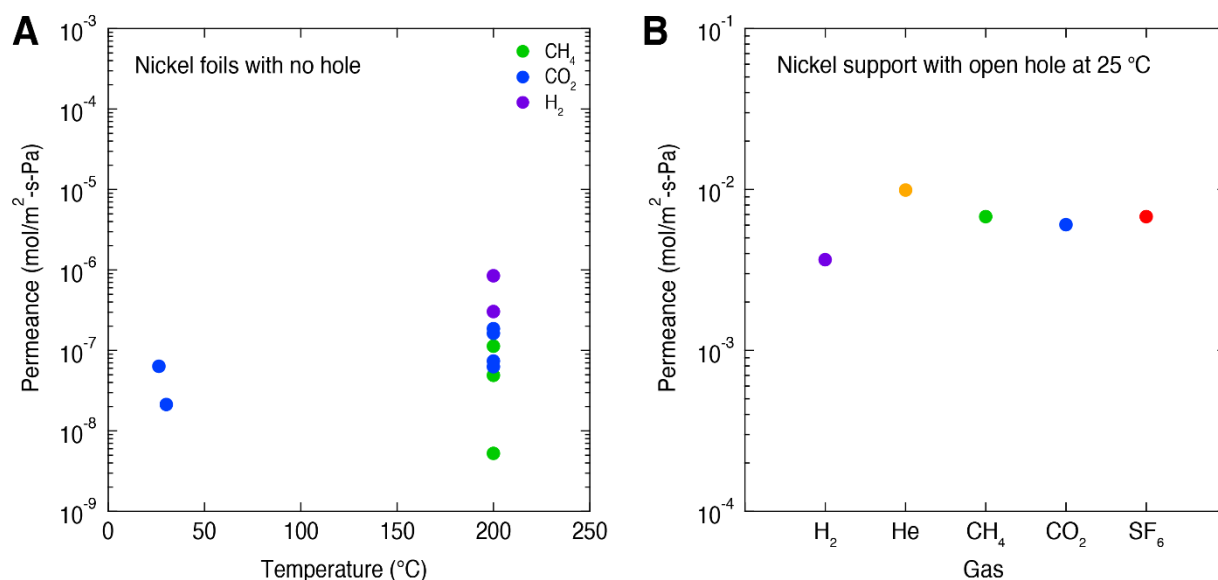 A
Nickel foils with no hole
CH₄
CO₂
H₂
10⁻³
10⁻⁴
10⁻⁵
10⁻⁶
10⁻⁷
10⁻⁸
10⁻⁹
Permeance (mol/m²-s-Pa)
0 50 100 150 200 250
Temperature (°C)
B
Nickel support with open hole at 25 °C
10⁻¹
10⁻²
10⁻³
10⁻⁴
Permeance (mol/m²-s-Pa)
H₂ He CH₄ CO₂ SF₆
Gas